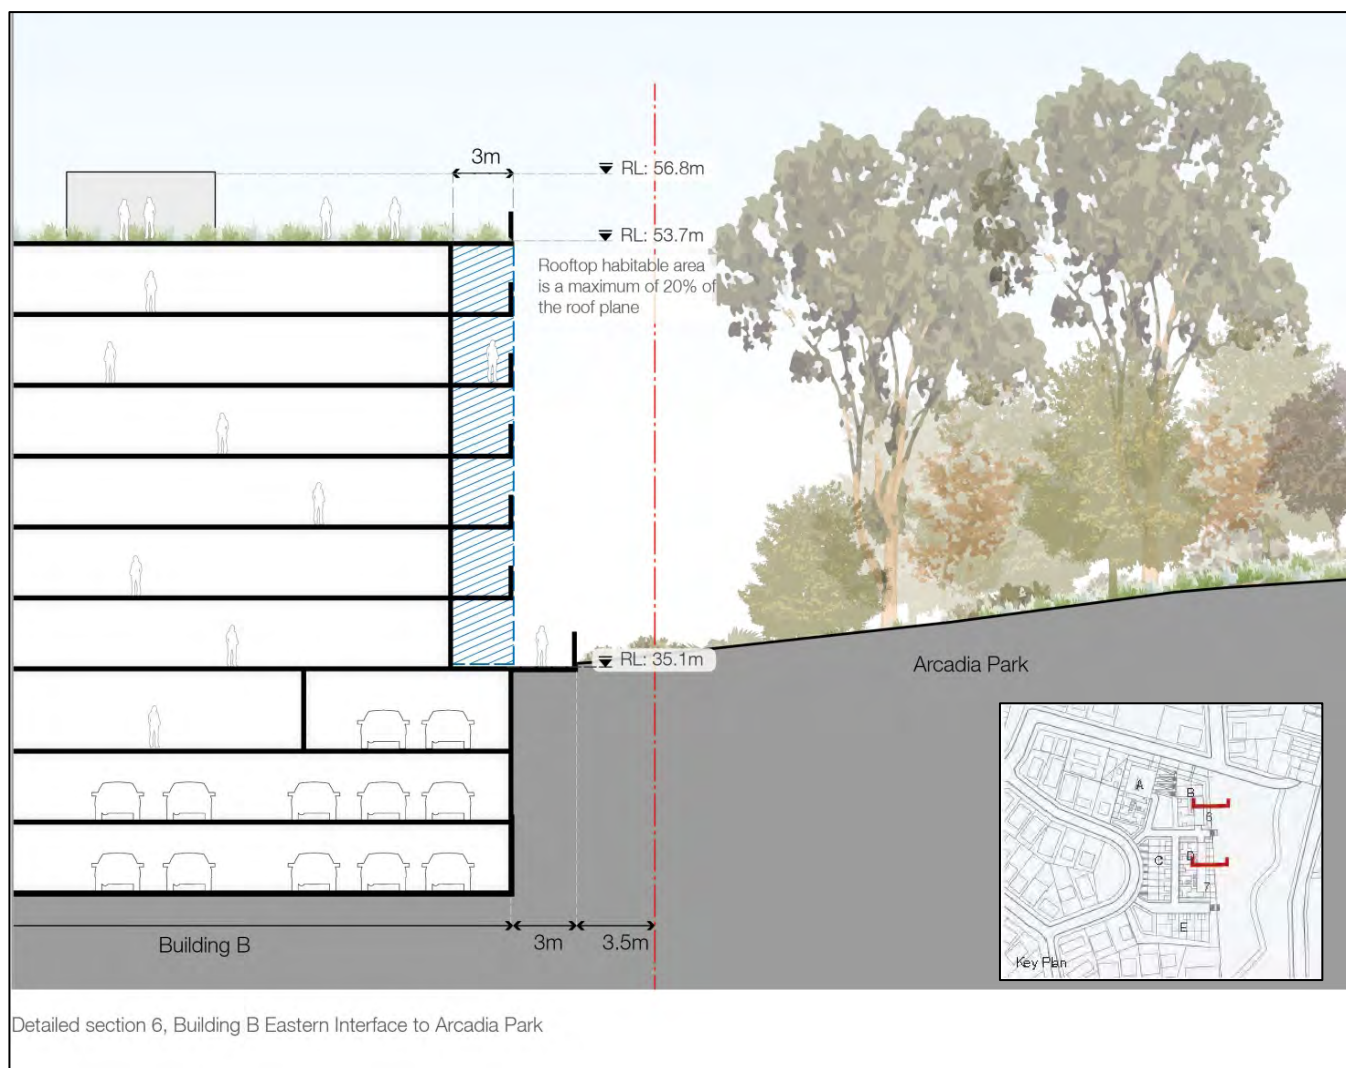 3m
RL: 56.8m
RL: 53.7m
Rooftop habitable area
is a maximum of 20% of
the roof plane
RL: 35.1m
Arcadia Park
A
B
6
C
D
7
E
Key Plan
Building B
3m
3.5m
Detailed section 6, Building B Eastern Interface to Arcadia Park